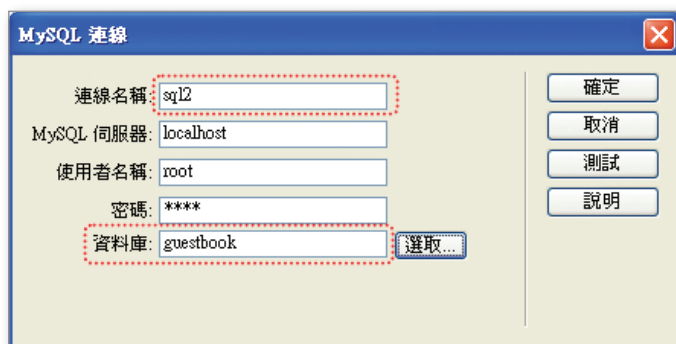 MySQL 連線
連線名稱: sql2
MySQL 伺服器: localhost
使用者名稱: root
密碼: ****
資料庫: guestbook
選取...
確定
取消
測試
說明